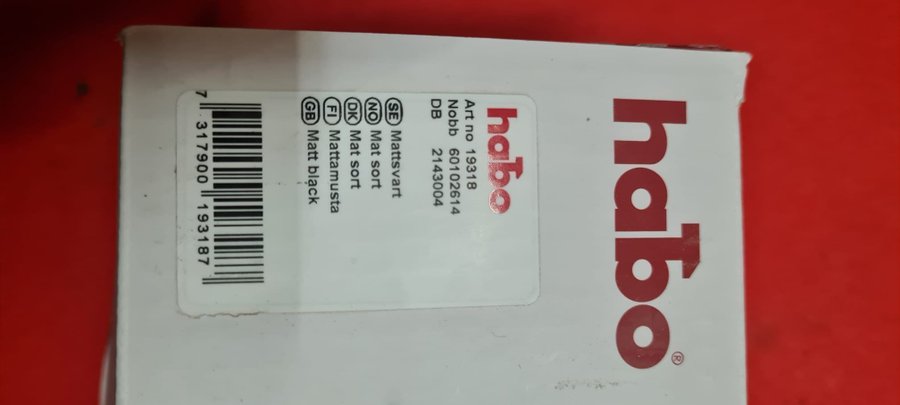 habo®
habo
Art no 19318
Nobb 60102614
DB 2143004
SE Mattsvart
NO Mat sort
DK Mat sort
FI Mattamusta
GB Matt black
7 317900 193187